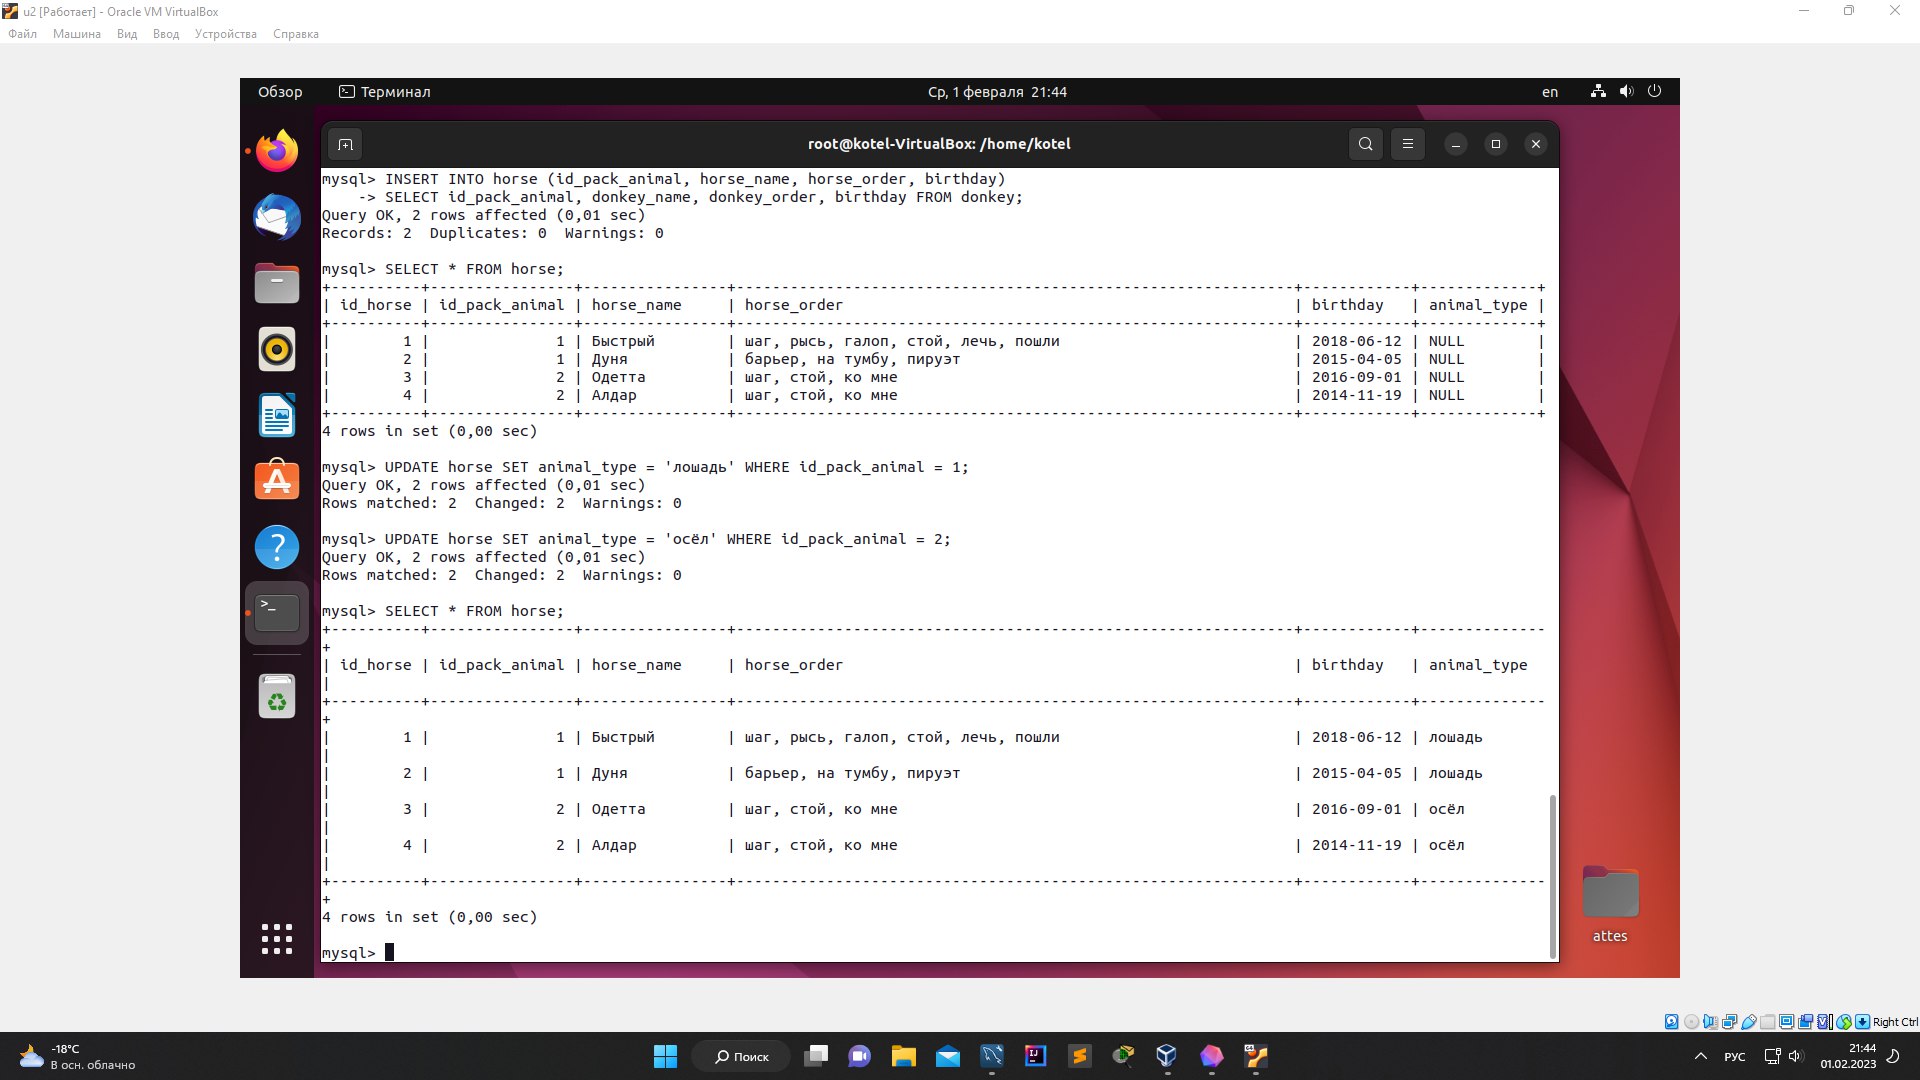 u2 [Работает] - Oracle VM VirtualBox
Файл Машина Вид Ввод Устройства Справка
Обзор Терминал Ср, 1 февраля 21:44 en
root@kotel-VirtualBox: /home/kotel
mysql> INSERT INTO horse (id_pack_animal, horse_name, horse_order, birthday)
    -> SELECT id_pack_animal, donkey_name, donkey_order, birthday FROM donkey;
Query OK, 2 rows affected (0,01 sec)
Records: 2  Duplicates: 0  Warnings: 0
mysql> SELECT * FROM horse;
+----------+----------------+----------------+--------------------------------------------------------------+------------+-------------+
| id_horse | id_pack_animal | horse_name     | horse_order                                                  | birthday   | animal_type |
+----------+----------------+----------------+--------------------------------------------------------------+------------+-------------+
|        1 |              1 | Быстрый        | шаг, рысь, галоп, стой, лечь, пошли                          | 2018-06-12 | NULL        |
|        2 |              1 | Дуня           | барьер, на тумбу, пируэт                                     | 2015-04-05 | NULL        |
|        3 |              2 | Одетта         | шаг, стой, ко мне                                            | 2016-09-01 | NULL        |
|        4 |              2 | Алдар          | шаг, стой, ко мне                                            | 2014-11-19 | NULL        |
+----------+----------------+----------------+--------------------------------------------------------------+------------+-------------+
4 rows in set (0,00 sec)
mysql> UPDATE horse SET animal_type = 'лошадь' WHERE id_pack_animal = 1;
Query OK, 2 rows affected (0,01 sec)
Rows matched: 2  Changed: 2  Warnings: 0
mysql> UPDATE horse SET animal_type = 'осёл' WHERE id_pack_animal = 2;
Query OK, 2 rows affected (0,01 sec)
Rows matched: 2  Changed: 2  Warnings: 0
mysql> SELECT * FROM horse;
+----------+----------------+----------------+--------------------------------------------------------------+------------+--------------
+
| id_horse | id_pack_animal | horse_name     | horse_order                                                  | birthday   | animal_type
|
+----------+----------------+----------------+--------------------------------------------------------------+------------+--------------
+
|        1 |              1 | Быстрый        | шаг, рысь, галоп, стой, лечь, пошли                          | 2018-06-12 | лошадь
|
|        2 |              1 | Дуня           | барьер, на тумбу, пируэт                                     | 2015-04-05 | лошадь
|
|        3 |              2 | Одетта         | шаг, стой, ко мне                                            | 2016-09-01 | осёл
|
|        4 |              2 | Алдар          | шаг, стой, ко мне                                            | 2014-11-19 | осёл
|
+----------+----------------+----------------+--------------------------------------------------------------+------------+--------------
+
4 rows in set (0,00 sec)
mysql>
attes
Right Ctrl
-18°C
В осн. облачно
Поиск
РУС
21:44
01.02.2023